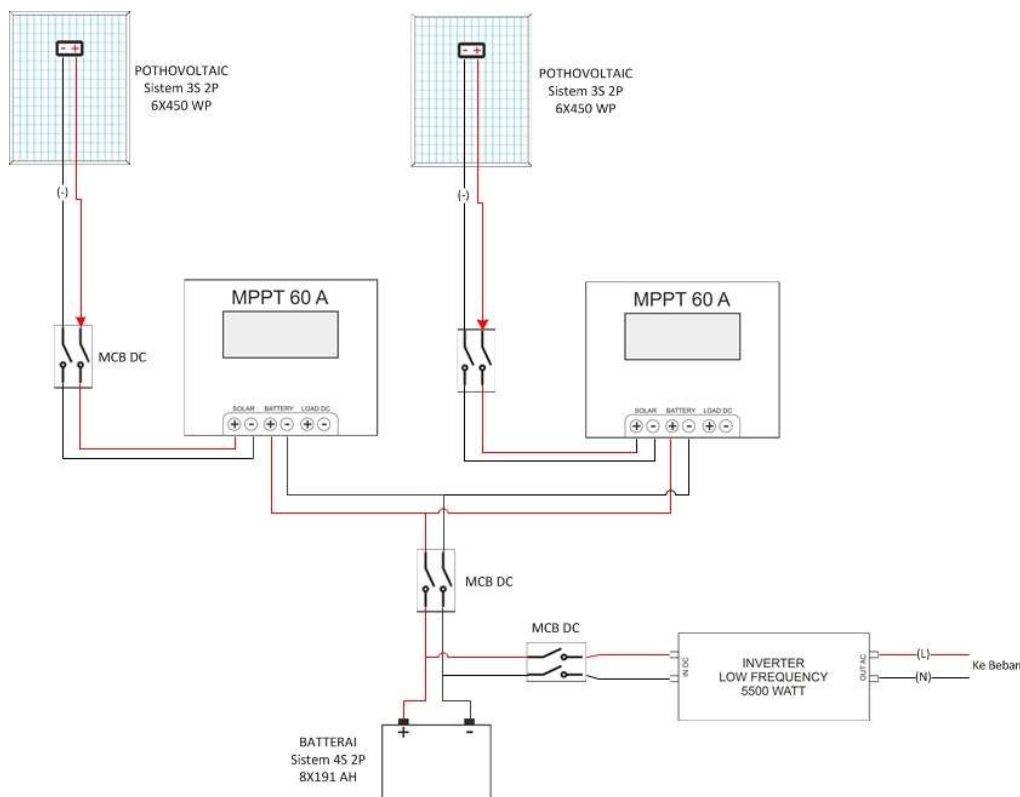 - +
POTHOVOLTAIC
Sistem 3S 2P
6X450 WP
(-)
- +
POTHOVOLTAIC
Sistem 3S 2P
6X450 WP
(-)
MPPT 60 A
SOLAR BATTERY LOAD DC
+ - + - + -
MCB DC
MPPT 60 A
SOLAR BATTERY LOAD DC
+ - + - + -
MCB DC
MCB DC
IN DC
INVERTER
LOW FREQUENCY
5500 WATT
OUT AC
(L)
(N)
Ke Beban
BATTERAI
Sistem 4S 2P
8X191 AH
+ -